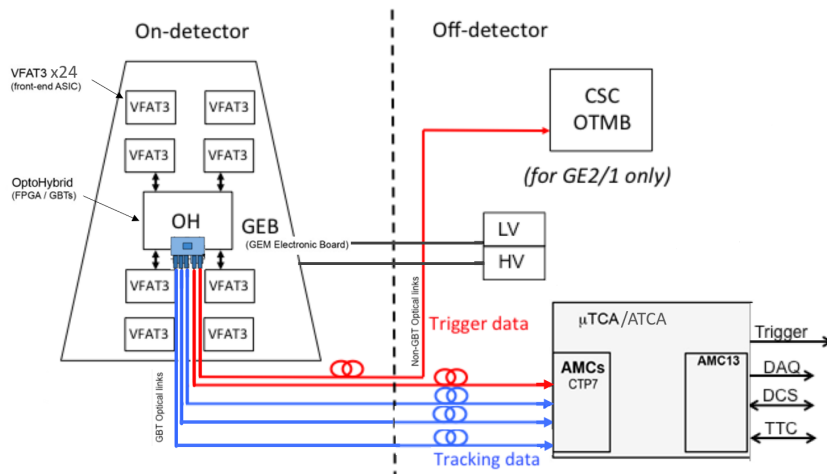 On-detector
Off-detector
VFAT3 x24
(front-end ASIC)
VFAT3
VFAT3
VFAT3
VFAT3
CSC
OTMB
(for GE2/1 only)
OptoHybrid
(FPGA / GBTs)
OH
GEB
(GEM Electronic Board)
LV
HV
VFAT3
VFAT3
VFAT3
VFAT3
Non-GBT Optical links
Trigger data
μTCA/ATCA
AMCs
CTP7
AMC13
Trigger
DAQ
DCS
TTC
GBT Optical links
Tracking data